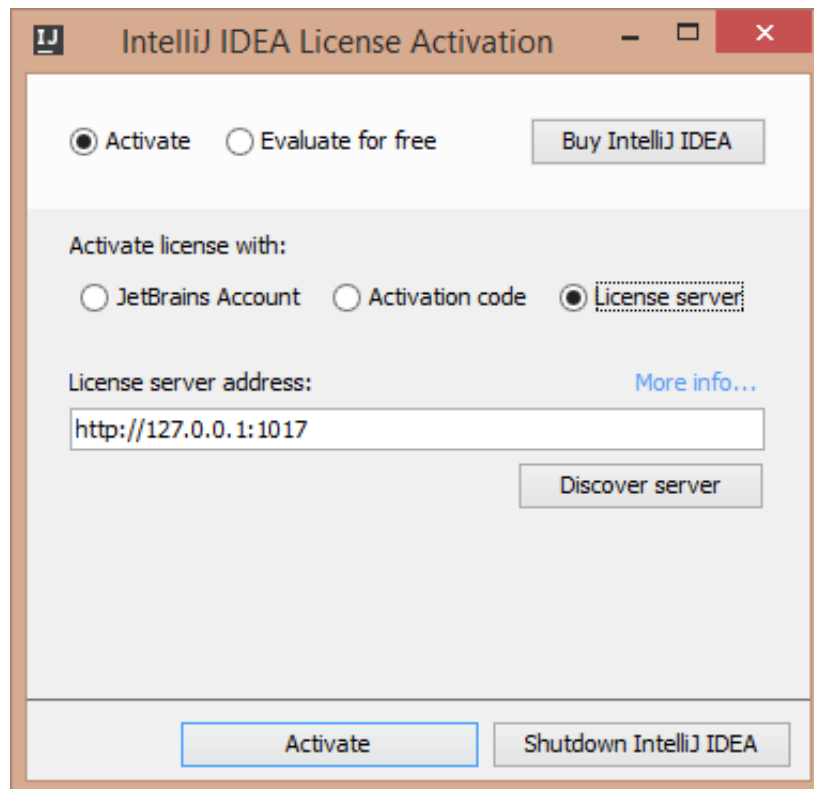 IJ IntelliJ IDEA License Activation
Activate Evaluate for free Buy IntelliJ IDEA
Activate license with:
JetBrains Account Activation code License server
License server address: More info...
http://127.0.0.1:1017
Discover server
Activate Shutdown IntelliJ IDEA